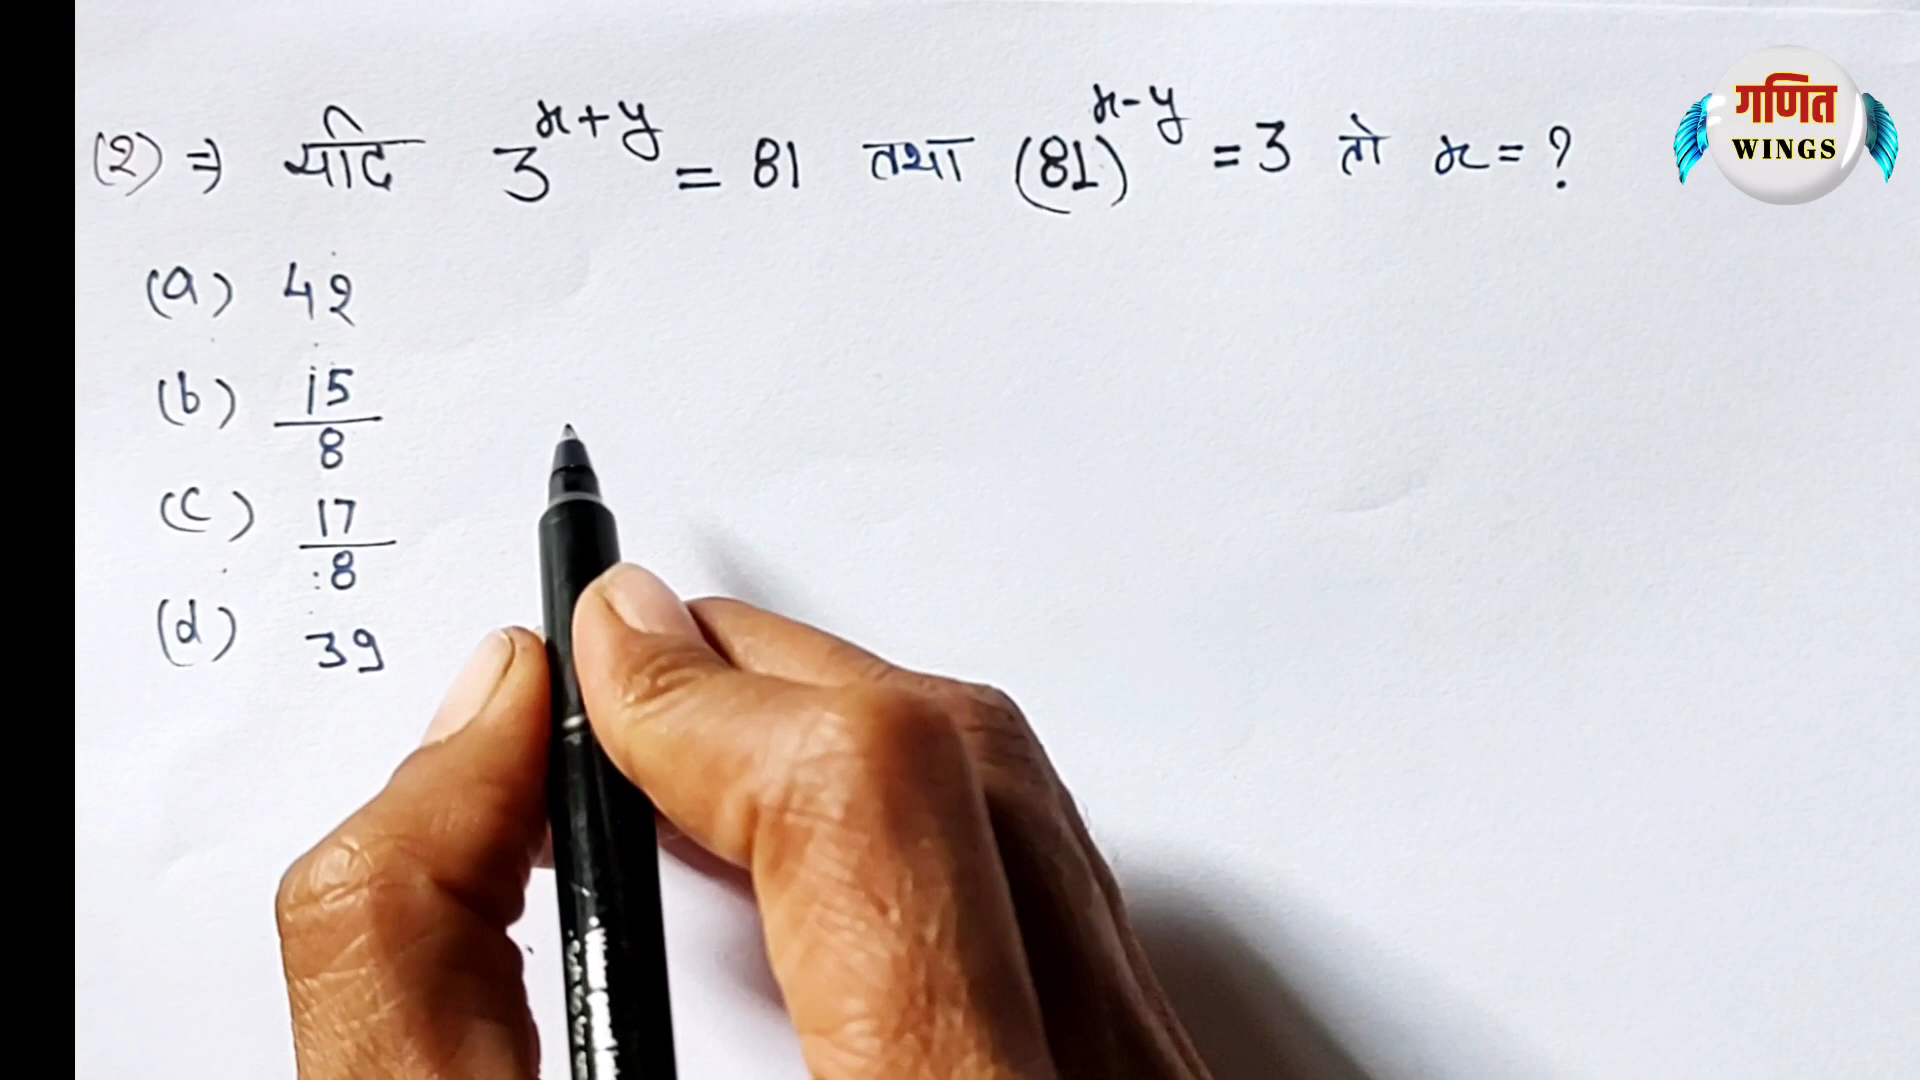 (2) ⇒ यदि 3^{x+y} = 81 तथा (81)^{x-y} = 3 तो x = ?
(a) 42
(b) 15/8
(c) 17/8
(d) 39
गणित
WINGS